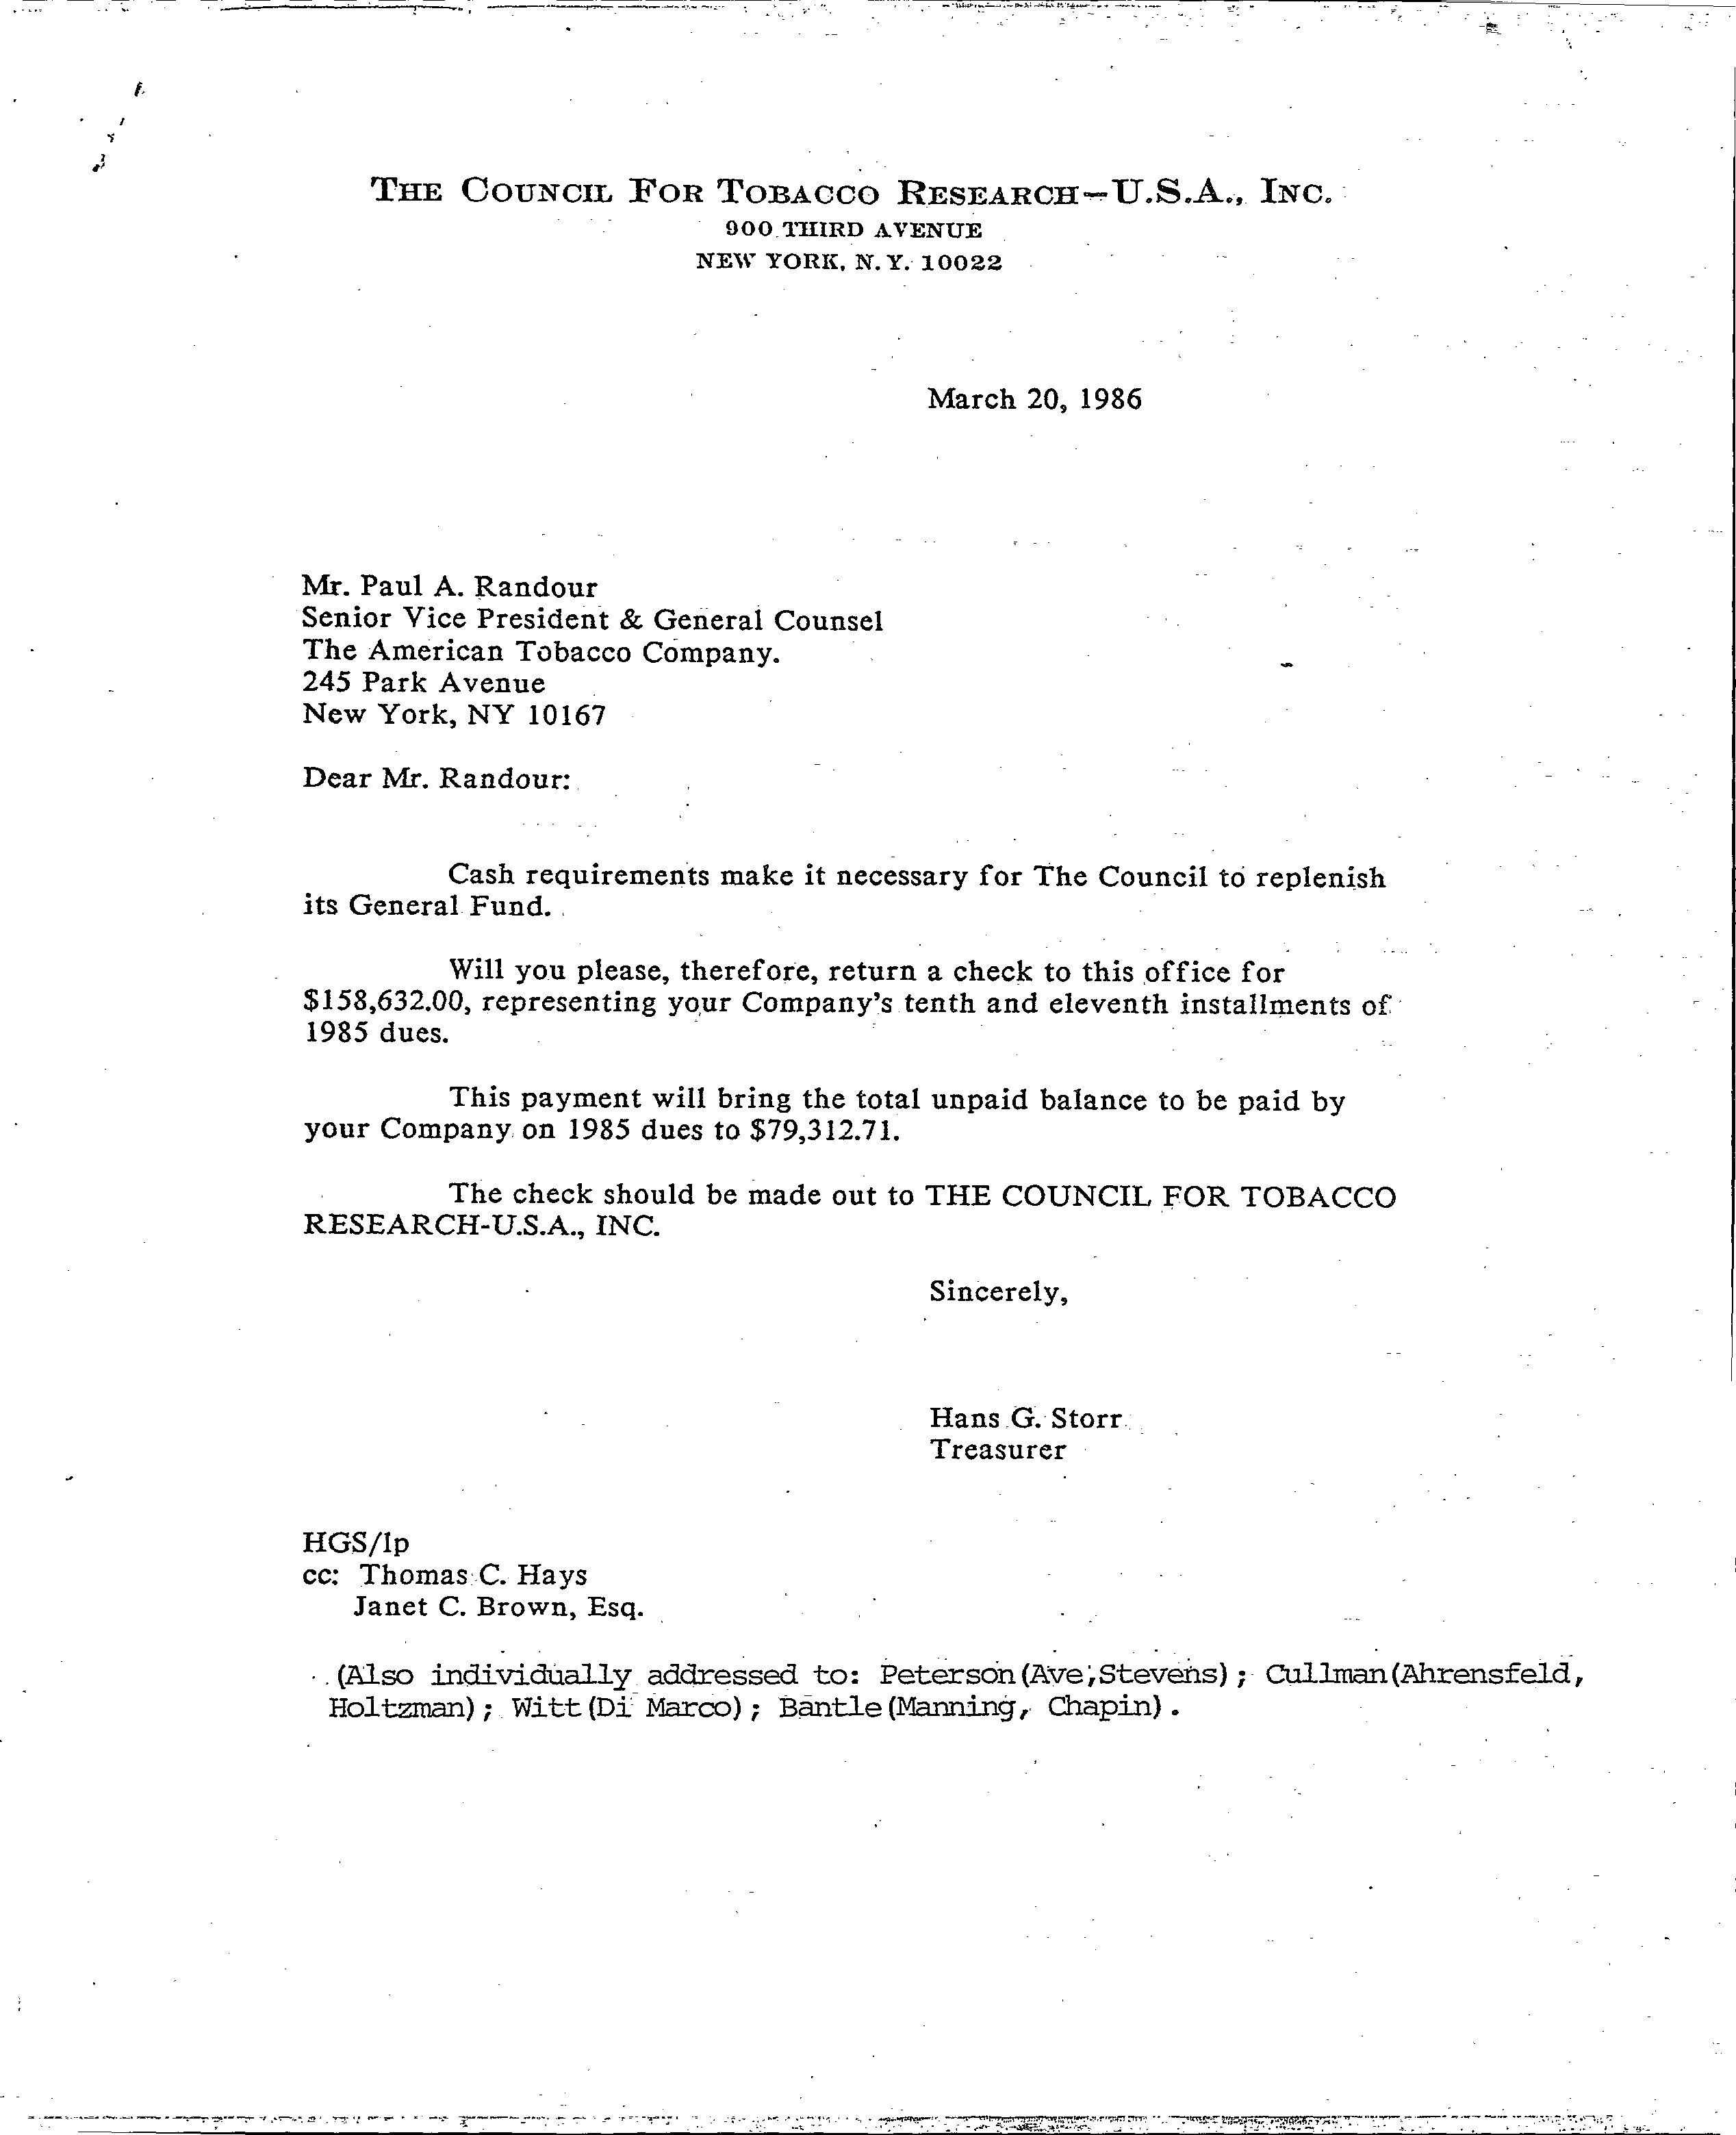 THE COUNCIL FOR TOBACCO RESEARCH-U.S.A., INC.
900 THIRD AVENUE
NEW YORK, N.Y. 10022
March 20, 1986
Mr. Paul A. Randour
Senior Vice President & General Counsel
The American Tobacco Company.
245 Park Avenue
New York, NY 10167
Dear Mr. Randour:
Cash requirements make it necessary for The Council to replenish
its General Fund.
Will you please, therefore, return a check to this office for
$158,632.00, representing your Company's tenth and eleventh installments of
1985 dues.
This payment will bring the total unpaid balance to be paid by
your Company on 1985 dues to $79,312.71.
The check should be made out to THE COUNCIL FOR TOBACCO
RESEARCH-U.S.A., INC.
Sincerely,
Hans G. Storr
Treasurer
HGS/lp
cc: Thomas C. Hays
Janet C. Brown, Esq.
(Also individually addressed to: Peterson(Ave,Stevens); Cullman(Ahrensfeld,
Holtzman); Witt(Di Marco); Bantle(Manning, Chapin).